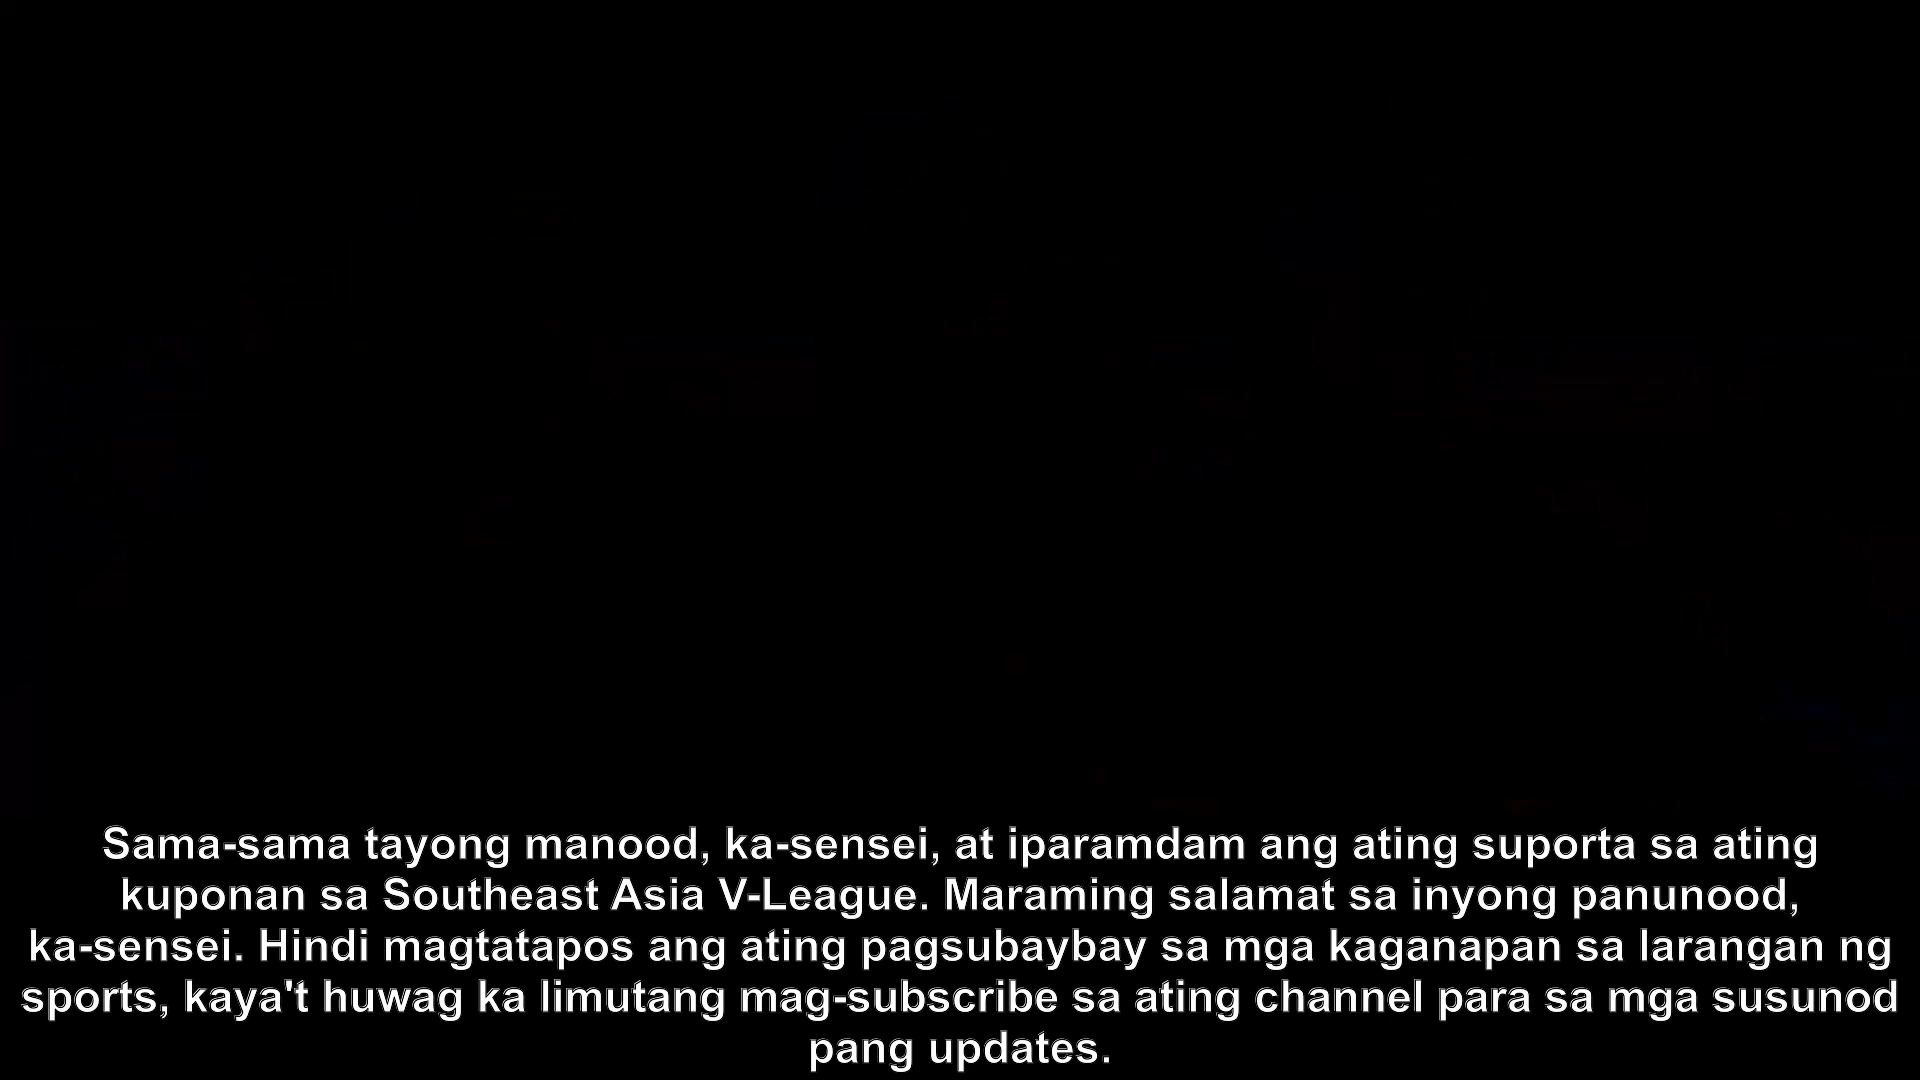 Sama-sama tayong manood, ka-sensei, at iparamdam ang ating suporta sa ating
kuponan sa Southeast Asia V-League. Maraming salamat sa inyong panunood,
ka-sensei. Hindi magtatapos ang ating pagsubaybay sa mga kaganapan sa larangan ng
sports, kaya't huwag ka limutang mag-subscribe sa ating channel para sa mga susunod
pang updates.